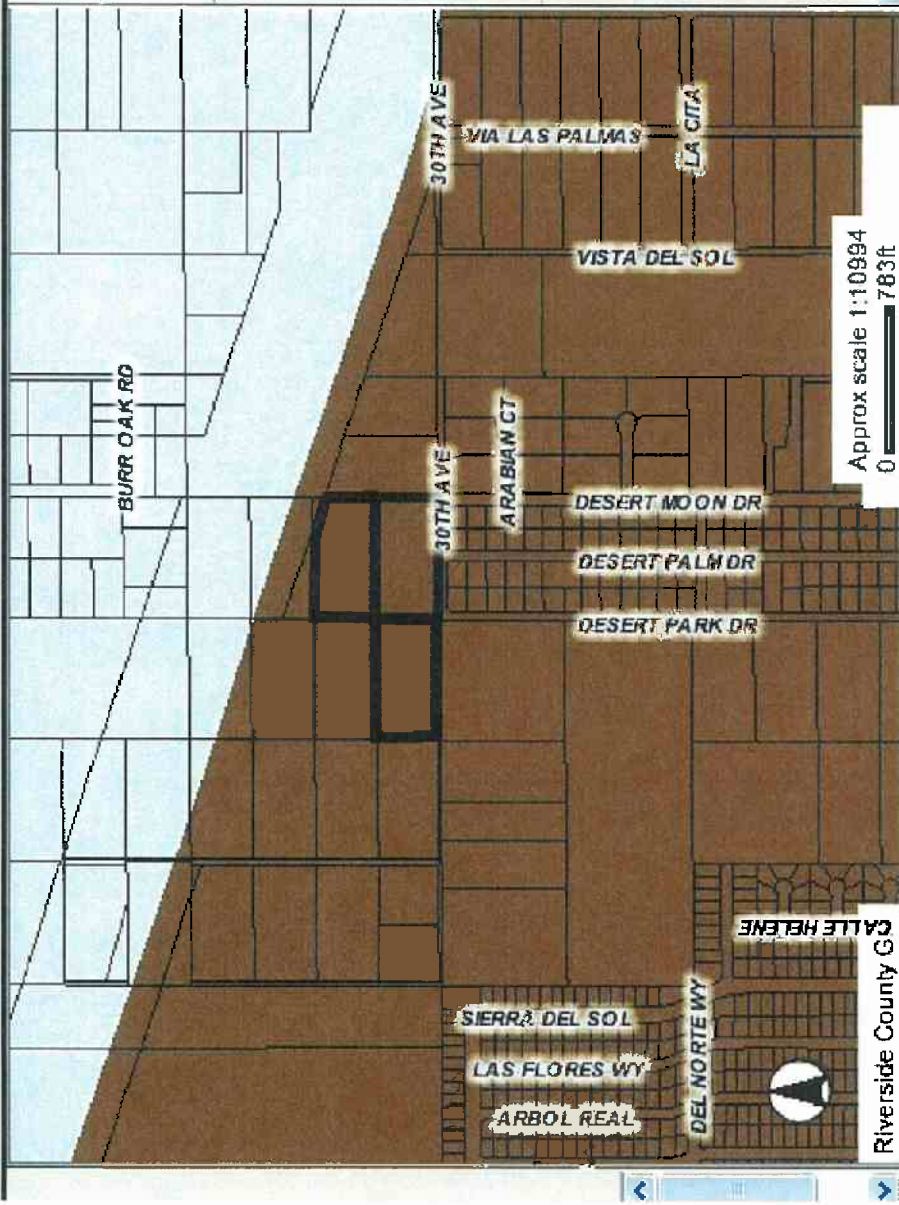 BURR OAK RD
30TH AVE
30TH AVE
VIA LAS PALMAS
LA CITA
VISTA DEL SOL
ARABIAN CT
DESERT MOON DR
DESERT PALM DR
DESERT PARK DR
SIERRA DEL SOL
LAS FLORES WY
ARBOL REAL
DEL NORTE WY
CALLE HELENE
Riverside County G
Approx scale 1:10994
0 783ft